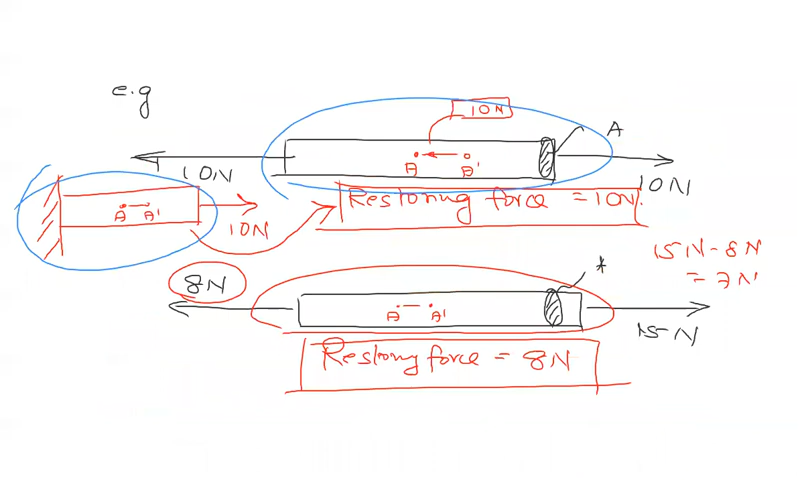 e.g
10N
A
A A'
10N
10N
Restoring force = 10N.
A A'
10N
15N-8N
= 7N
8N
A A'
15N
Restoring force = 8N